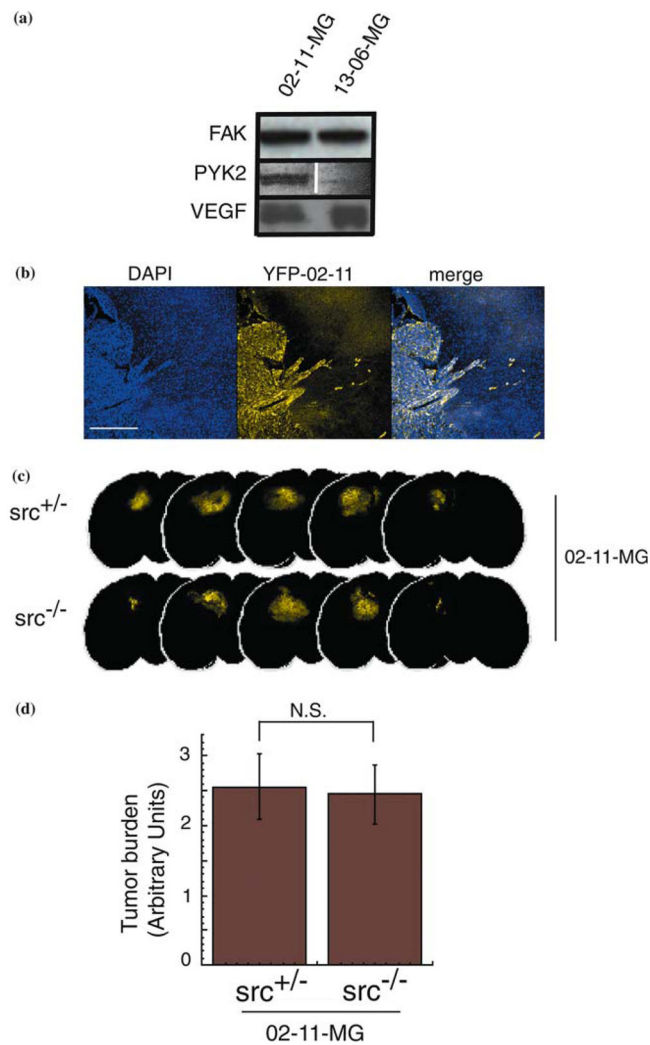 (a)
02-11-MG 13-06-MG
FAK
PYK2
VEGF
(b)
DAPI YFP-02-11 merge
(c)
src+/-
02-11-MG
src-/-
(d)
N.S.
3
2
1
0
Tumor burden
(Arbitrary Units)
src+/- src-/-
02-11-MG